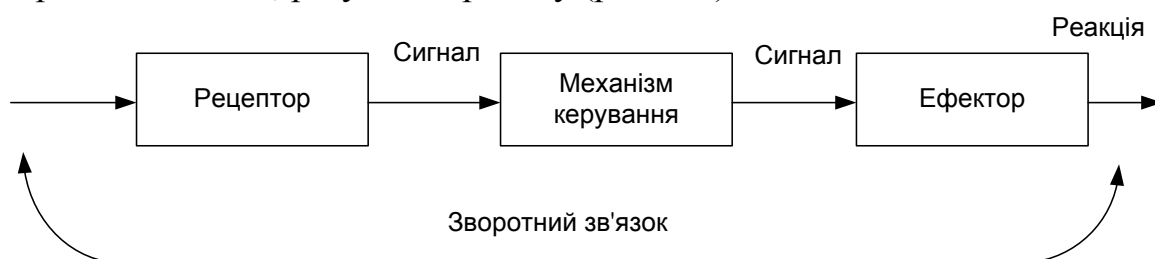 Реакція
Сигнал
Сигнал
Рецептор
Механізм
керування
Ефектор
Зворотний зв'язок